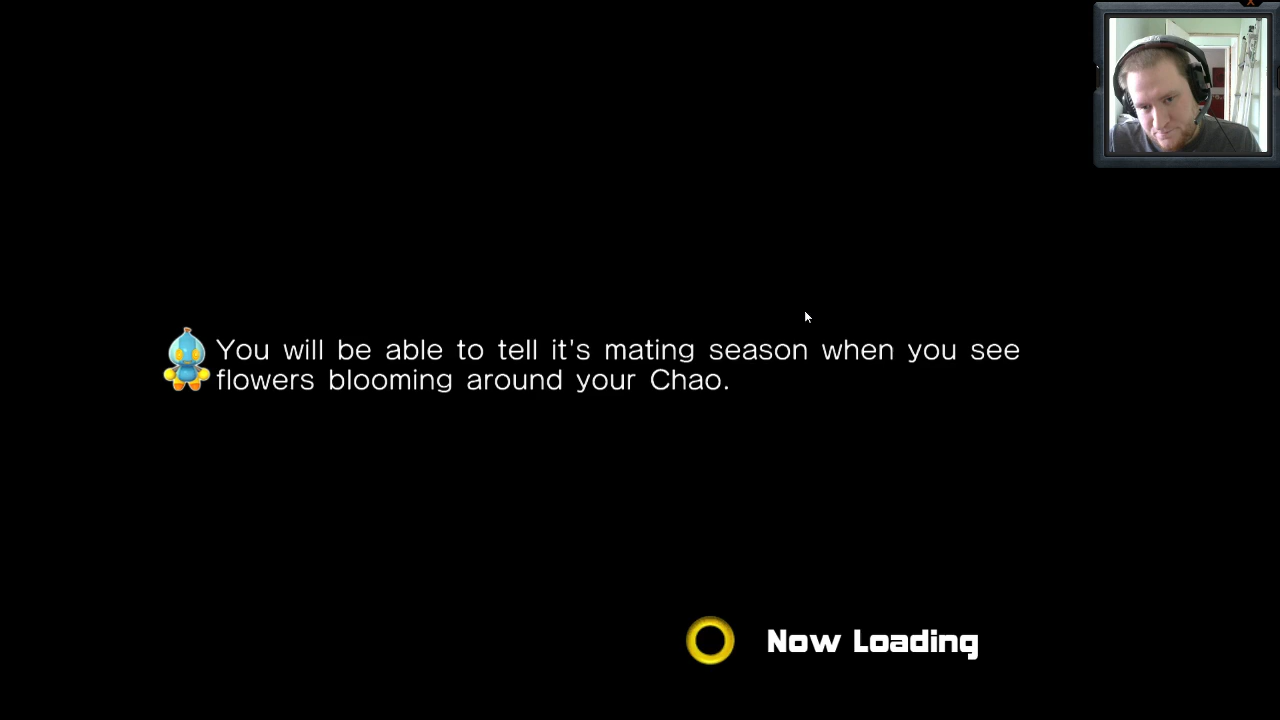 You will be able to tell it's mating season when you see
flowers blooming around your Chao.
Now Loading